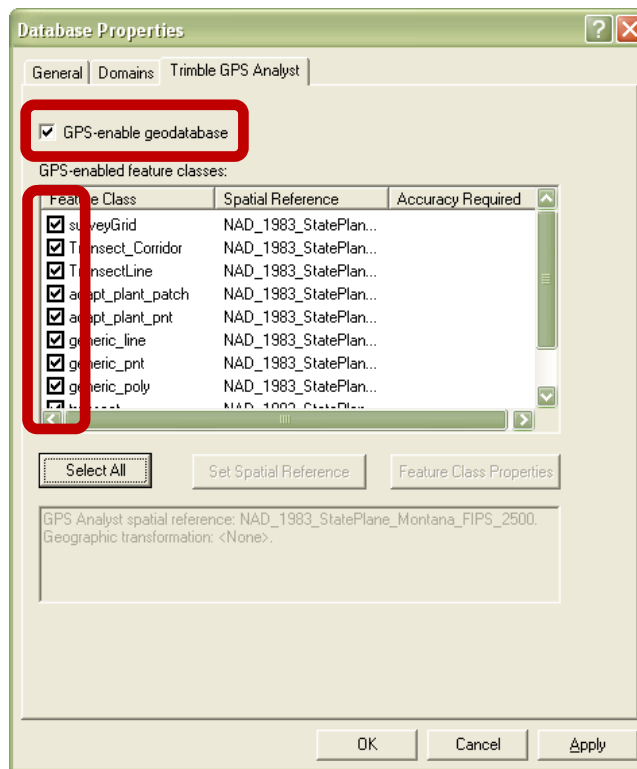 Database Properties
General Domains Trimble GPS Analyst
GPS-enable geodatabase
GPS-enabled feature classes:
Feature Class Spatial Reference Accuracy Required
surveyGrid NAD_1983_StatePlan...
Transect_Corridor NAD_1983_StatePlan...
TransectLine NAD_1983_StatePlan...
adapt_plant_patch NAD_1983_StatePlan...
adapt_plant_pnt NAD_1983_StatePlan...
generic_line NAD_1983_StatePlan...
generic_pnt NAD_1983_StatePlan...
generic_poly NAD_1983_StatePlan...
NAD_1983_StatePlan...
Select All Set Spatial Reference Feature Class Properties
GPS Analyst spatial reference: NAD_1983_StatePlane_Montana_FIPS_2500.
Geographic transformation: <None>.
OK Cancel Apply